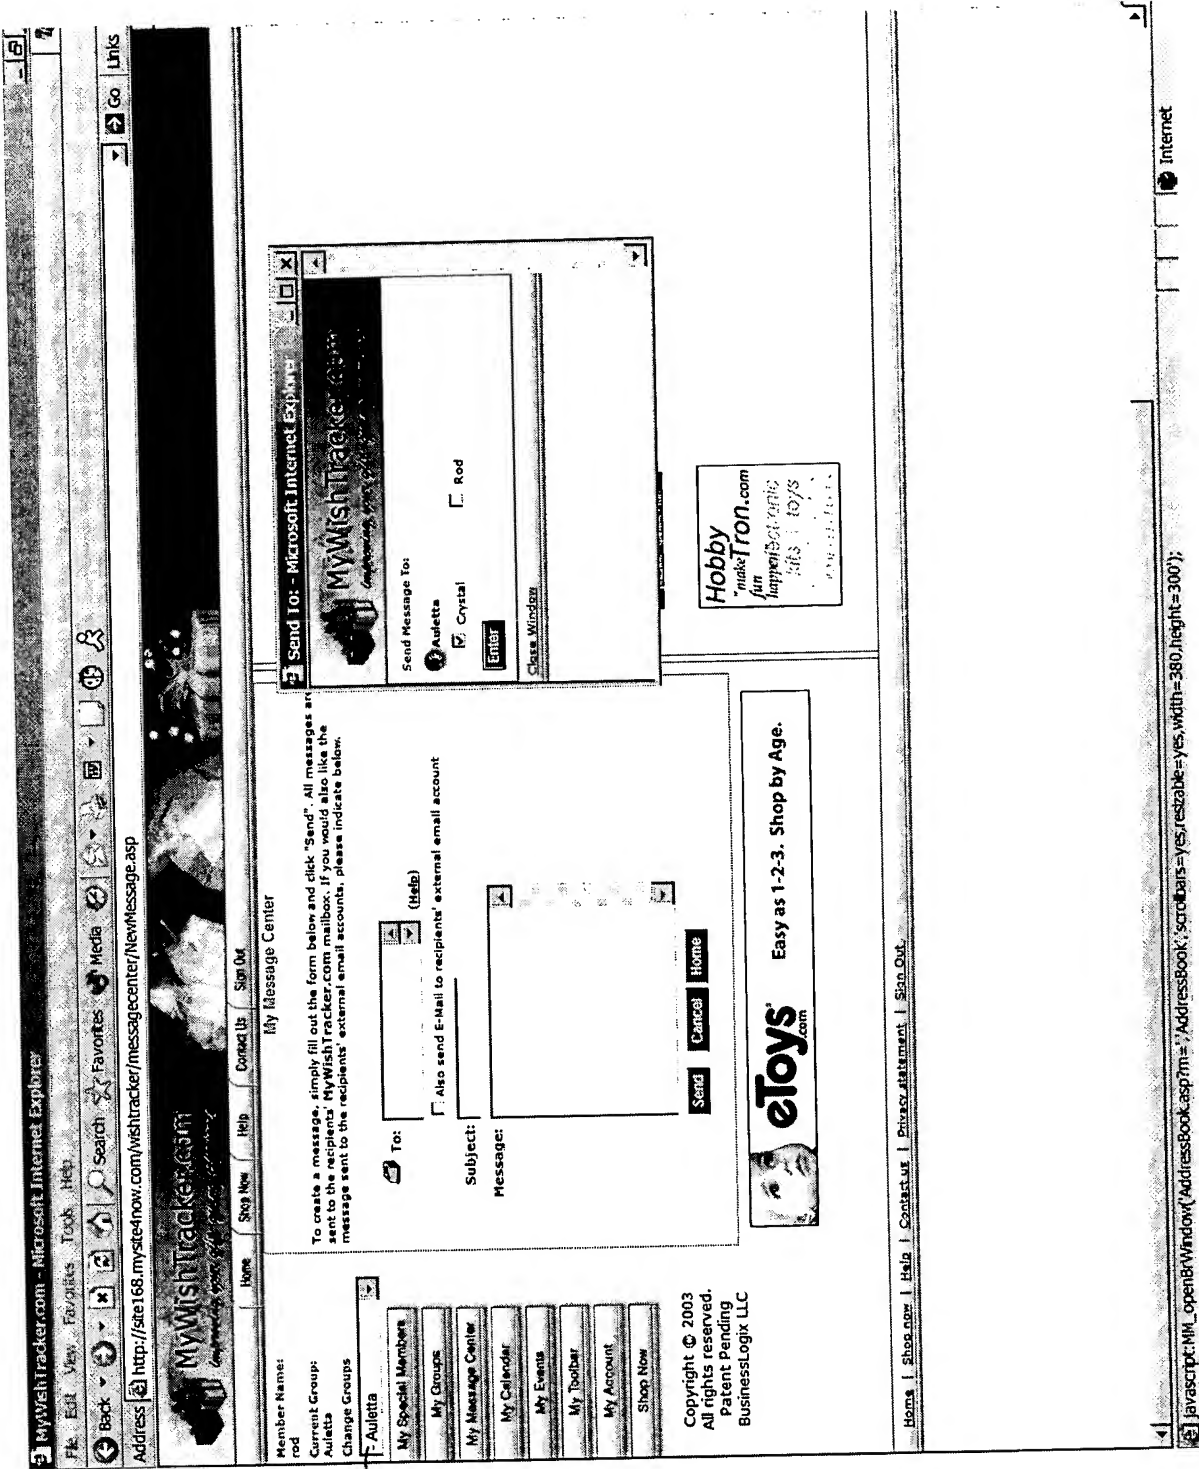 MyWishTracker.com - Microsoft Internet Explorer
File Edit View Favorites Tools Help
Back Search Favorites Media
Address http://site168.mysite4now.com/wishtracker/messagecenter/NewMessage.asp Go Links
MyWishTracker.com
Home Shop Now Help Contact Us Sign Out
Member Name:
rod
Current Group:
Auletta
Change Groups
- Auletta
My Special Members
My Groups
My Message Center
My Calendar
My Events
My Toolbar
My Account
Shop Now
Copyright © 2003
All rights reserved.
Patent Pending
BusinessLogix LLC
My Message Center
To create a message, simply fill out the form below and click "Send". All messages are
sent to the recipients' MyWishTracker.com mailbox. If you would also like the
message sent to the recipients' external email accounts, please indicate below.
To: (Help)
Also send E-Mail to recipients' external email account
Subject:
Message:
Send Cancel Home
eToys.com Easy as 1-2-3. Shop by Age.
Send To: - Microsoft Internet Explorer
MyWishTracker.com
Send Message To:
Auletta
Crystal Rod
Enter
Close Window
Hobby
"makeTron.com
fun
happen electronic
kits toys
Home | Shop now | Help | Contact us | Privacy statement | Sign Out
javascript:MM_openBrWindow('AddressBook.asp?m=','AddressBook','scrollbars=yes,resizable=yes,width=380,height=300');
Internet